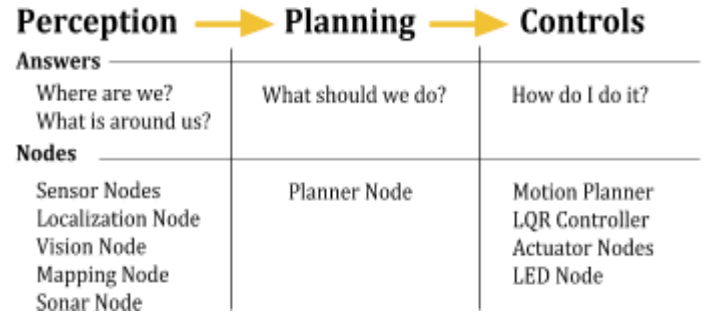 Perception Planning Controls
Answers
Where are we? What should we do? How do I do it?
What is around us?
Nodes
Sensor Nodes Planner Node Motion Planner
Localization Node LQR Controller
Vision Node Actuator Nodes
Mapping Node LED Node
Sonar Node